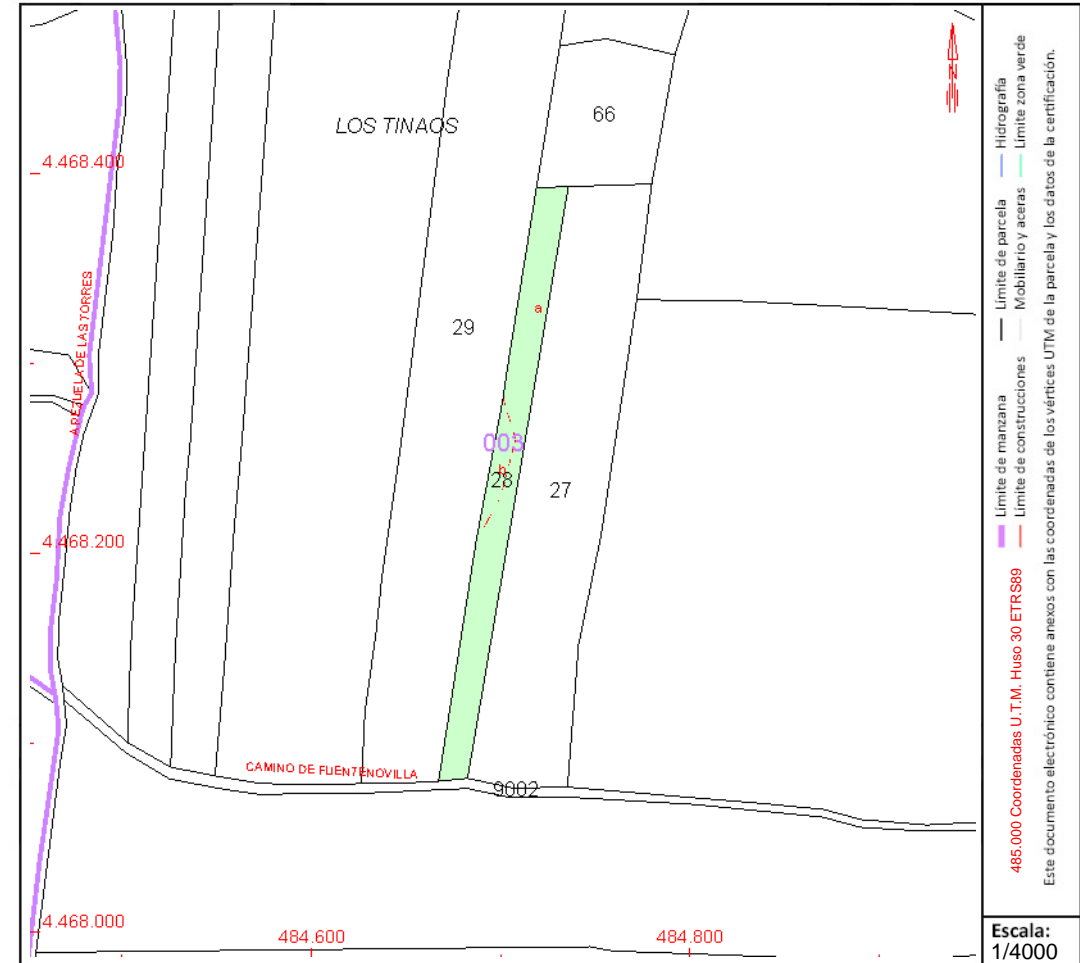 LOS TINAOS
66
4.468.400
AREZUELA DE LAS TORRES
29
a
003
b
28
27
4.468.200
CAMINO DE FUENTENOVILLA
9002
4.468.000
484.600
484.800
N
Límite de manzana
Límite de parcela
Hidrografía
Límite de construcciones
Mobiliario y aceras
Límite zona verde
485.000 Coordenadas U.T.M. Huso 30 ETRS89
Este documento electrónico contiene anexos con las coordenadas de los vértices UTM de la parcela y los datos de la certificación.
Escala:
1/4000